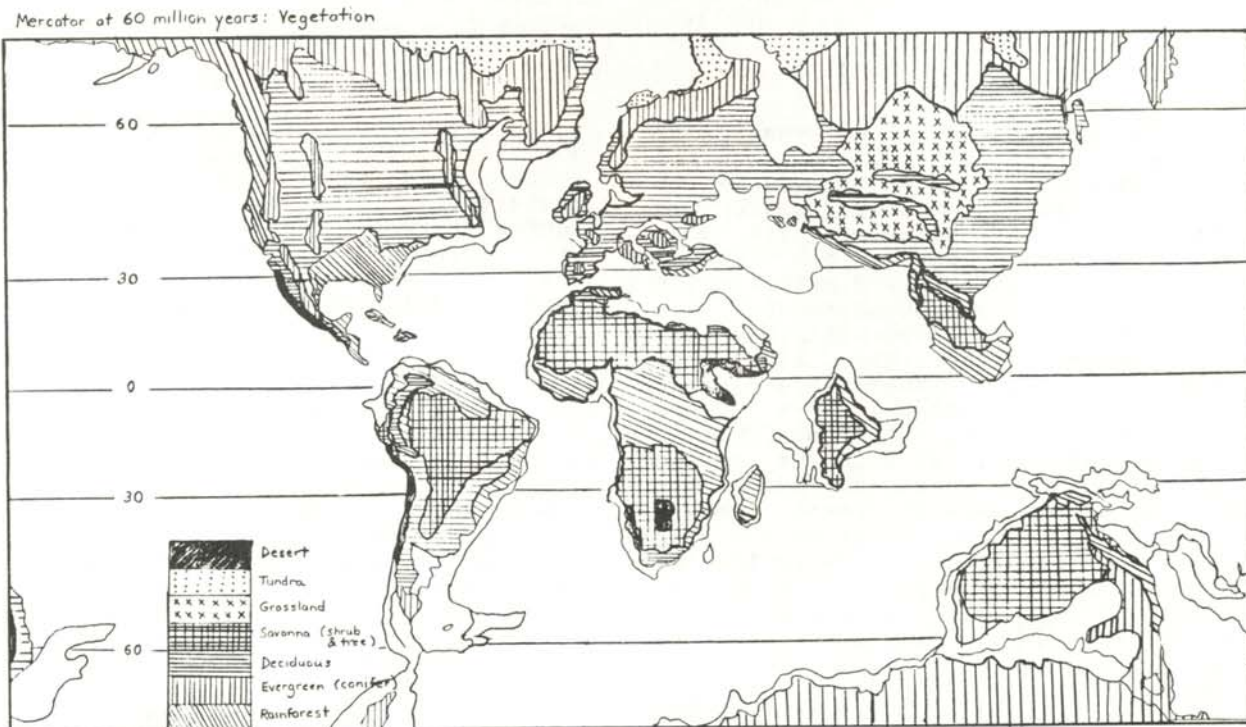 Mercator at 60 million years: Vegetation
60
30
0
30
60
Desert
Tundra
Grassland
Savanna (shrub
& tree)
Deciduous
Evergreen (conifer)
Rainforest